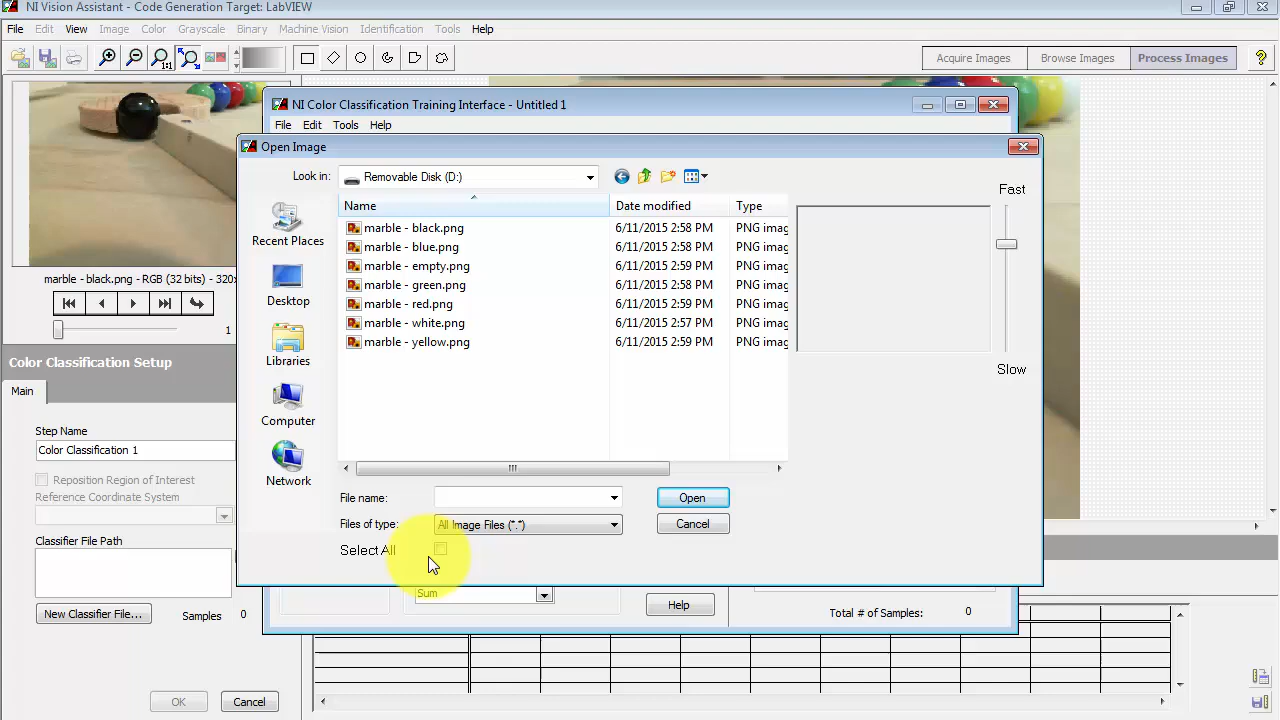 NI Vision Assistant - Code Generation Target: LabVIEW
File Edit View Image Color Grayscale Binary Machine Vision Identification Tools Help
1:1
Acquire Images Browse Images Process Images ?
NI Color Classification Training Interface - Untitled 1
File Edit Tools Help
Open Image
Look in: Removable Disk (D:)
Name Date modified Type
marble - black.png 6/11/2015 2:58 PM PNG imag
marble - blue.png 6/11/2015 2:58 PM PNG imag
marble - empty.png 6/11/2015 2:59 PM PNG imag
marble - green.png 6/11/2015 2:58 PM PNG imag
marble - red.png 6/11/2015 2:59 PM PNG imag
marble - white.png 6/11/2015 2:57 PM PNG imag
marble - yellow.png 6/11/2015 2:59 PM PNG imag
Recent Places
Desktop
Libraries
Computer
Network
Fast
Slow
File name: Open
Files of type: All Image Files (*.*) Cancel
Select All
marble - black.png - RGB (32 bits) - 320x
1
Color Classification Setup
Main
Step Name
Color Classification 1
Reposition Region of Interest
Reference Coordinate System
Classifier File Path
New Classifier File... Samples 0
OK Cancel
Sum
Help
Total # of Samples: 0